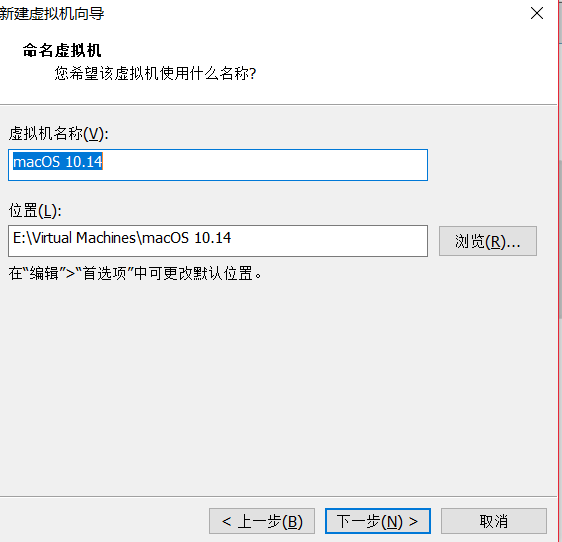 新建虚拟机向导
命名虚拟机
您希望该虚拟机使用什么名称?
虚拟机名称(V):
macOS 10.14
位置(L):
E:\Virtual Machines\macOS 10.14
浏览(R)...
在“编辑”>“首选项”中可更改默认位置。
< 上一步(B)
下一步(N) >
取消